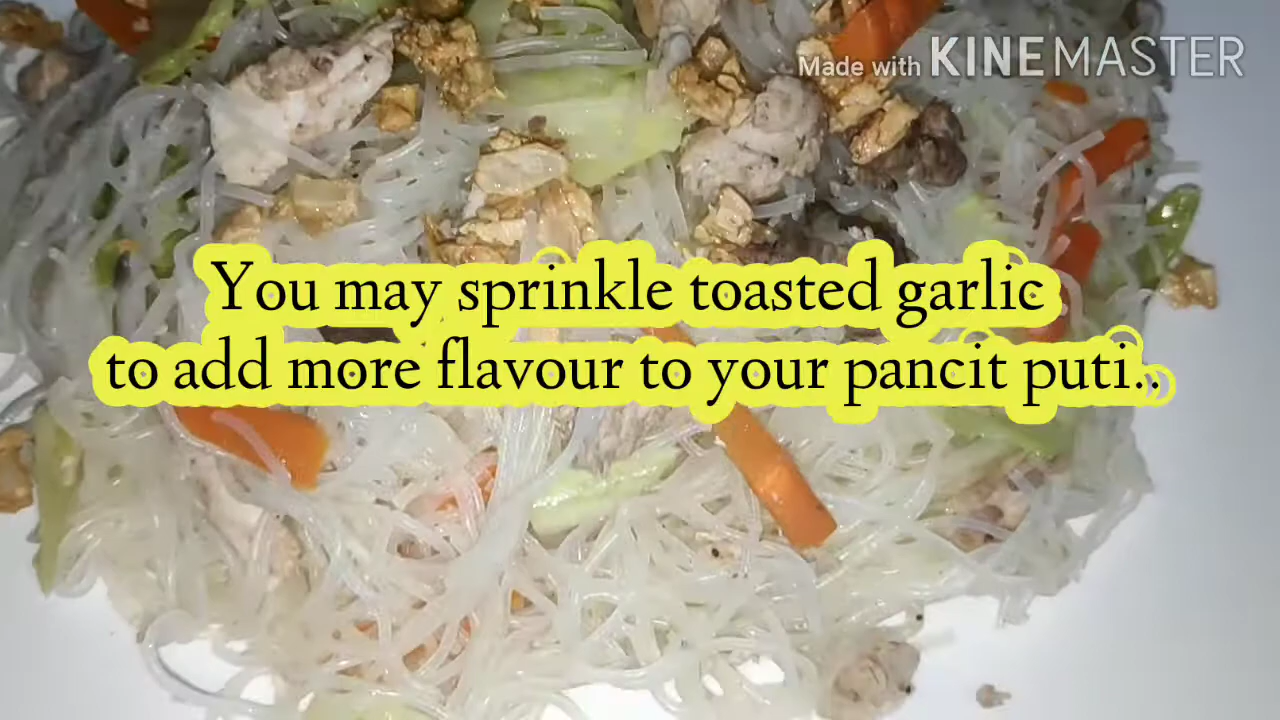 Made with KINEMASTER
You may sprinkle toasted garlic
to add more flavour to your pancit puti..